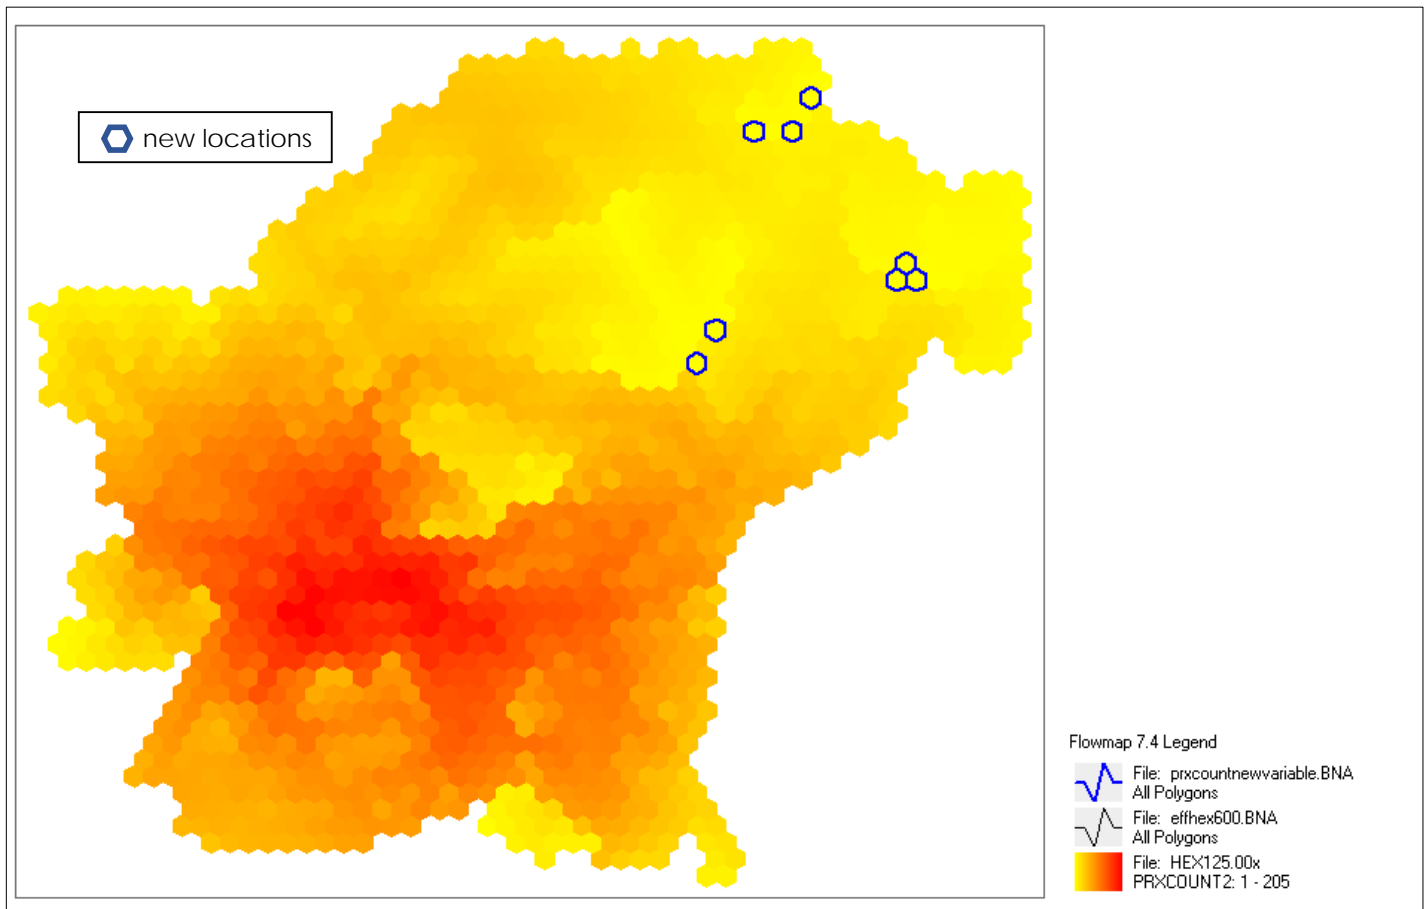 new locations
Flowmap 7.4 Legend
File: prxcountnewvariable.BNA
All Polygons
File: effhex600.BNA
All Polygons
File: HEX125.00x
PRXCOUNT2: 1 - 205